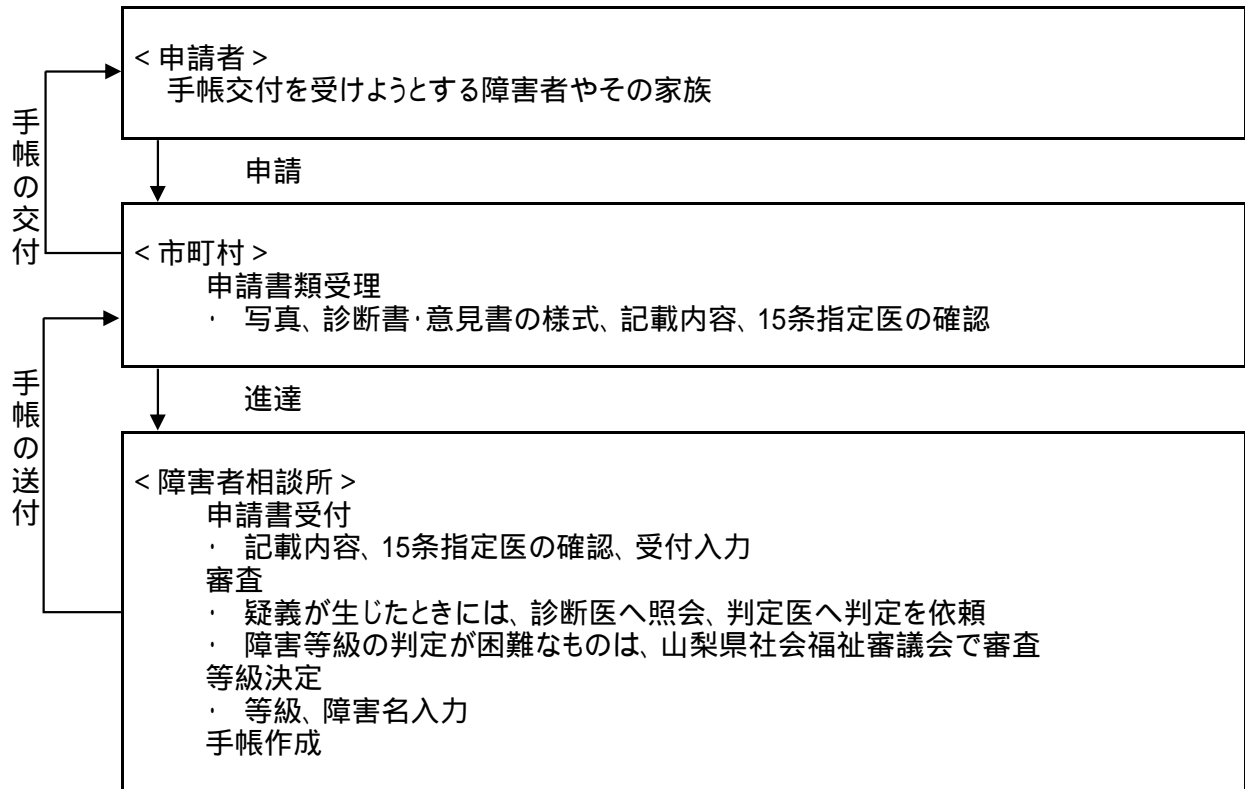 ＜申請者＞
手帳交付を受けようとする障害者やその家族
手帳の交付
申請
＜市町村＞
申請書類受理
・ 写真、診断書・意見書の様式、記載内容、15条指定医の確認
手帳の送付
進達
＜障害者相談所＞
申請書受付
・ 記載内容、15条指定医の確認、受付入力
審査
・ 疑義が生じたときには、診断医へ照会、判定医へ判定を依頼
・ 障害等級の判定が困難なものは、山梨県社会福祉審議会で審査
等級決定
・ 等級、障害名入力
手帳作成